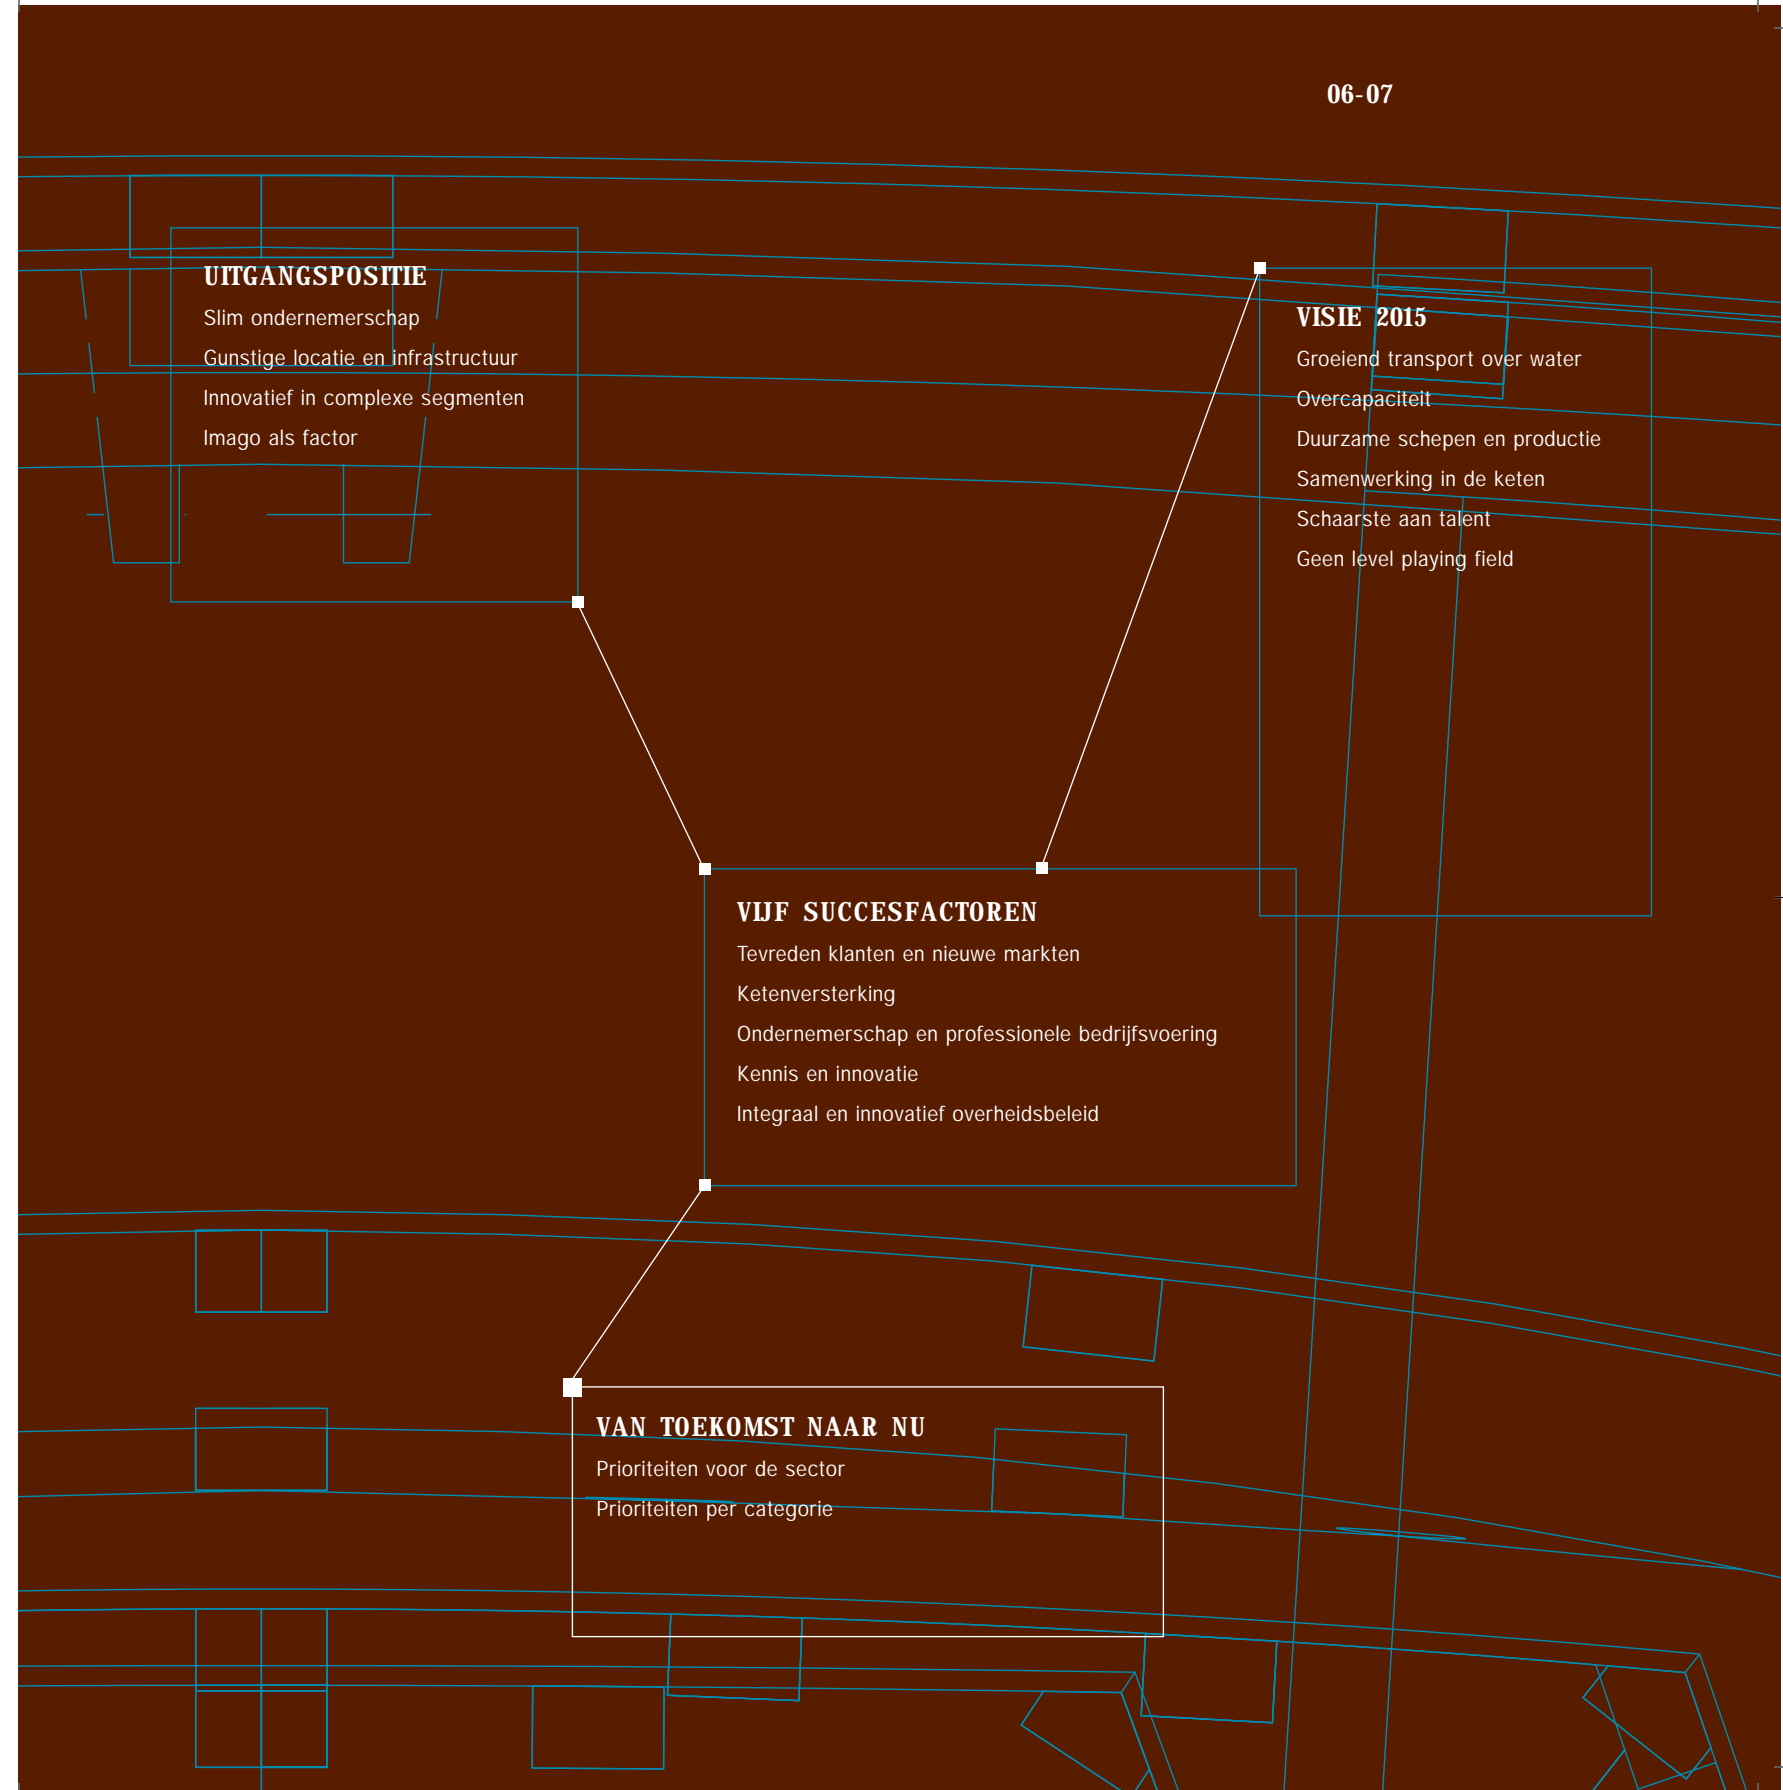 06-07
UITGANGSPOSITIE
Slim ondernemerschap
Gunstige locatie en infrastructuur
Innovatief in complexe segmenten
Imago als factor
VISIE 2015
Groeiend transport over water
Overcapaciteit
Duurzame schepen en productie
Samenwerking in de keten
Schaarste aan talent
Geen level playing field
VIJF SUCCESFACTOREN
Tevreden klanten en nieuwe markten
Ketenversterking
Ondernemerschap en professionele bedrijfsvoering
Kennis en innovatie
Integraal en innovatief overheidsbeleid
VAN TOEKOMST NAAR NU
Prioriteiten voor de sector
Prioriteiten per categorie